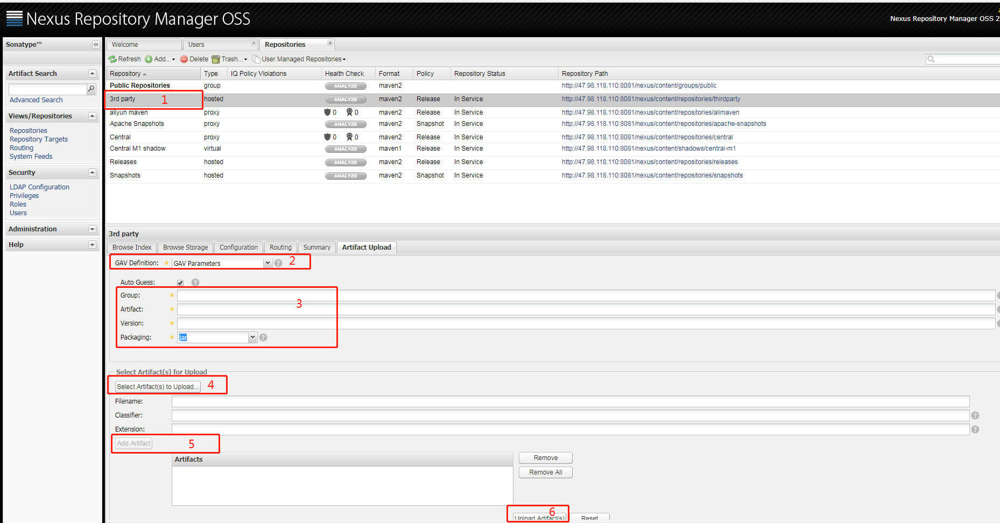 Nexus Repository Manager OSS
Nexus Repository Manager OSS 2
Sonatype™
Welcome
Users
Repositories
Refresh
Add...
Delete
Trash...
User Managed Repositories
Artifact Search
Advanced Search
Views/Repositories
Repositories
Repository Targets
Routing
System Feeds
Security
LDAP Configuration
Privileges
Roles
Users
Administration
Help
Repository Type IQ Policy Violations Health Check Format Policy Repository Status Repository Path
Public Repositories group ANALYZE maven2 http://47.98.118.110:8081/nexus/content/groups/public
3rd party 1 hosted ANALYZE maven2 Release In Service http://47.98.118.110:8081/nexus/content/repositories/thirdparty
aliyun maven proxy 0 0 maven2 Release In Service http://47.98.118.110:8081/nexus/content/repositories/alimaven
Apache Snapshots proxy ANALYZE maven2 Snapshot In Service http://47.98.118.110:8081/nexus/content/repositories/apache-snapshots
Central proxy 0 0 maven2 Release In Service http://47.98.118.110:8081/nexus/content/repositories/central
Central M1 shadow virtual ANALYZE maven1 Release In Service http://47.98.118.110:8081/nexus/content/shadows/central-m1
Releases hosted ANALYZE maven2 Release In Service http://47.98.118.110:8081/nexus/content/repositories/releases
Snapshots hosted ANALYZE maven2 Snapshot In Service http://47.98.118.110:8081/nexus/content/repositories/snapshots
3rd party
Browse Index
Browse Storage
Configuration
Routing
Summary
Artifact Upload
GAV Definition: GAV Parameters 2
Auto Guess:
Group: 3
Artifact:
Version:
Packaging: jar
Select Artifact(s) for Upload
Select Artifact(s) to Upload... 4
Filename:
Classifier:
Extension:
Add Artifact 5
Artifacts
Remove
Remove All
6
Upload Artifact(s)
Reset